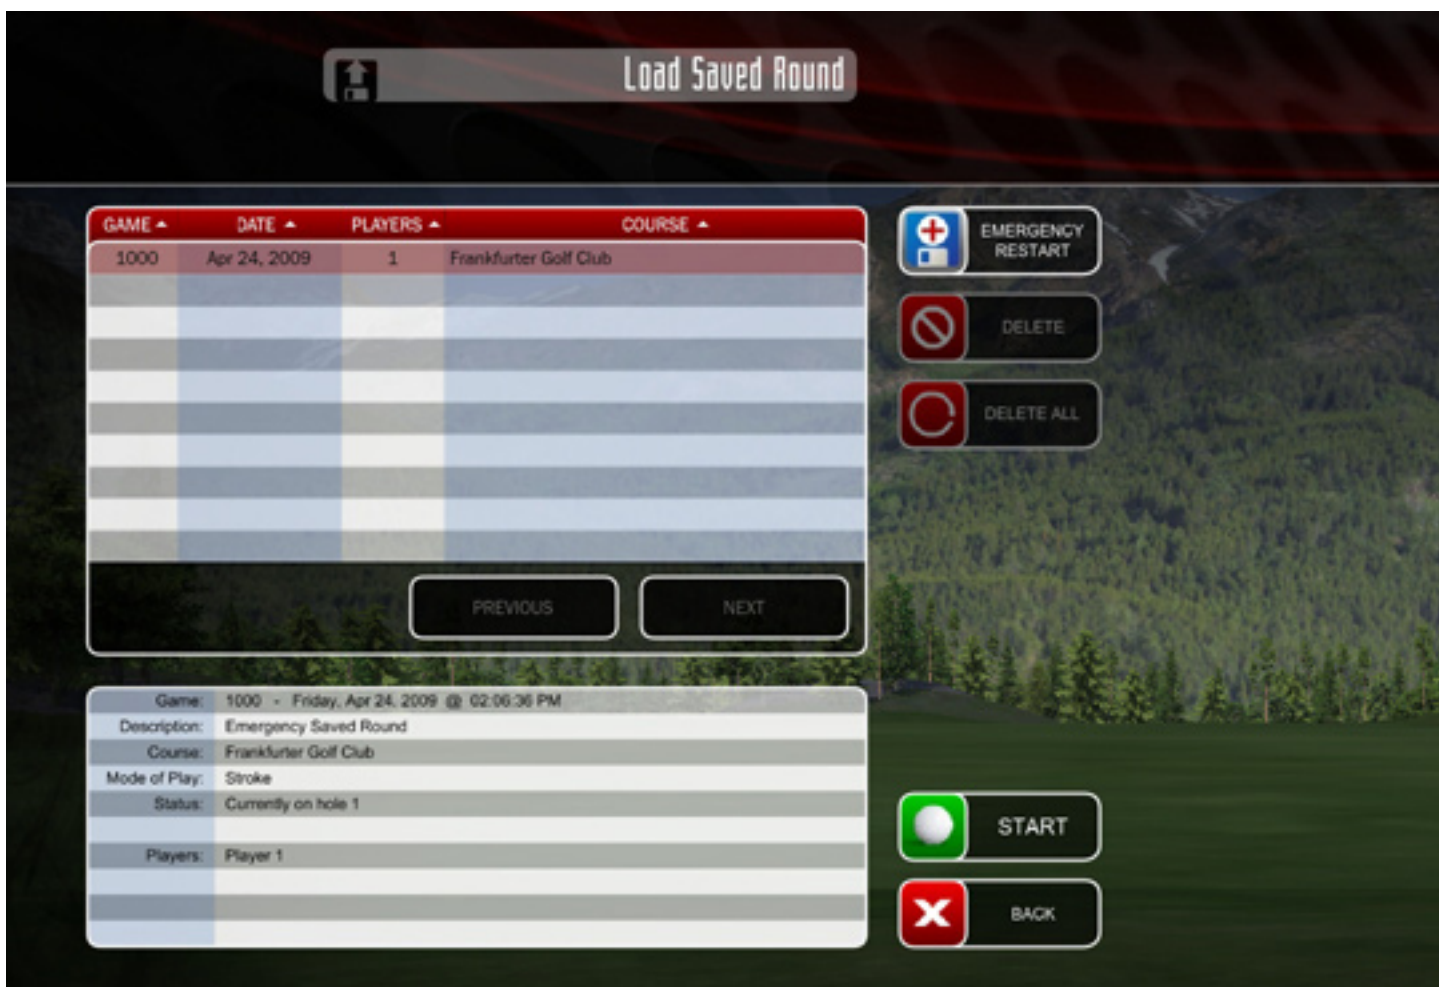 Load Saved Round
GAME DATE PLAYERS COURSE
1000 Apr 24, 2009 1 Frankfurter Golf Club
EMERGENCY
RESTART
DELETE
DELETE ALL
PREVIOUS NEXT
Game: 1000 - Friday, Apr 24, 2009 @ 02:06:36 PM
Description: Emergency Saved Round
Course: Frankfurter Golf Club
Mode of Play: Stroke
Status: Currently on hole 1
Players: Player 1
START
BACK